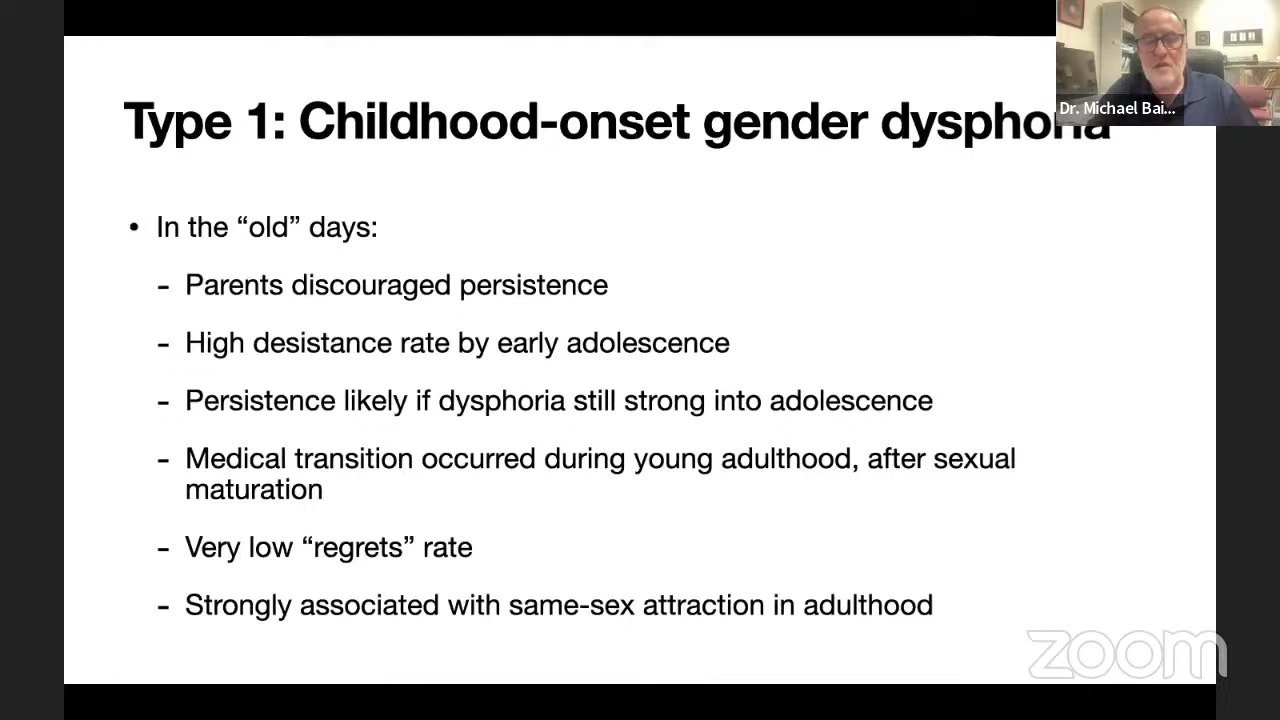 Type 1: Childhood-onset gender dysphoria
Dr. Michael Bai...
• In the “old” days:
- Parents discouraged persistence
- High desistance rate by early adolescence
- Persistence likely if dysphoria still strong into adolescence
- Medical transition occurred during young adulthood, after sexual
maturation
- Very low “regrets” rate
- Strongly associated with same-sex attraction in adulthood
zoom